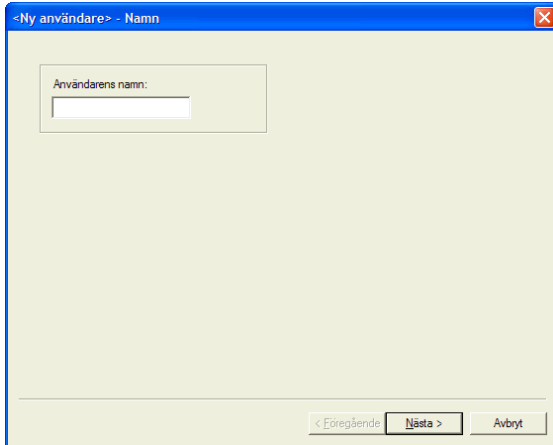 <Ny användare> - Namn
Användarens namn:
< Föregående Nästa > Avbryt